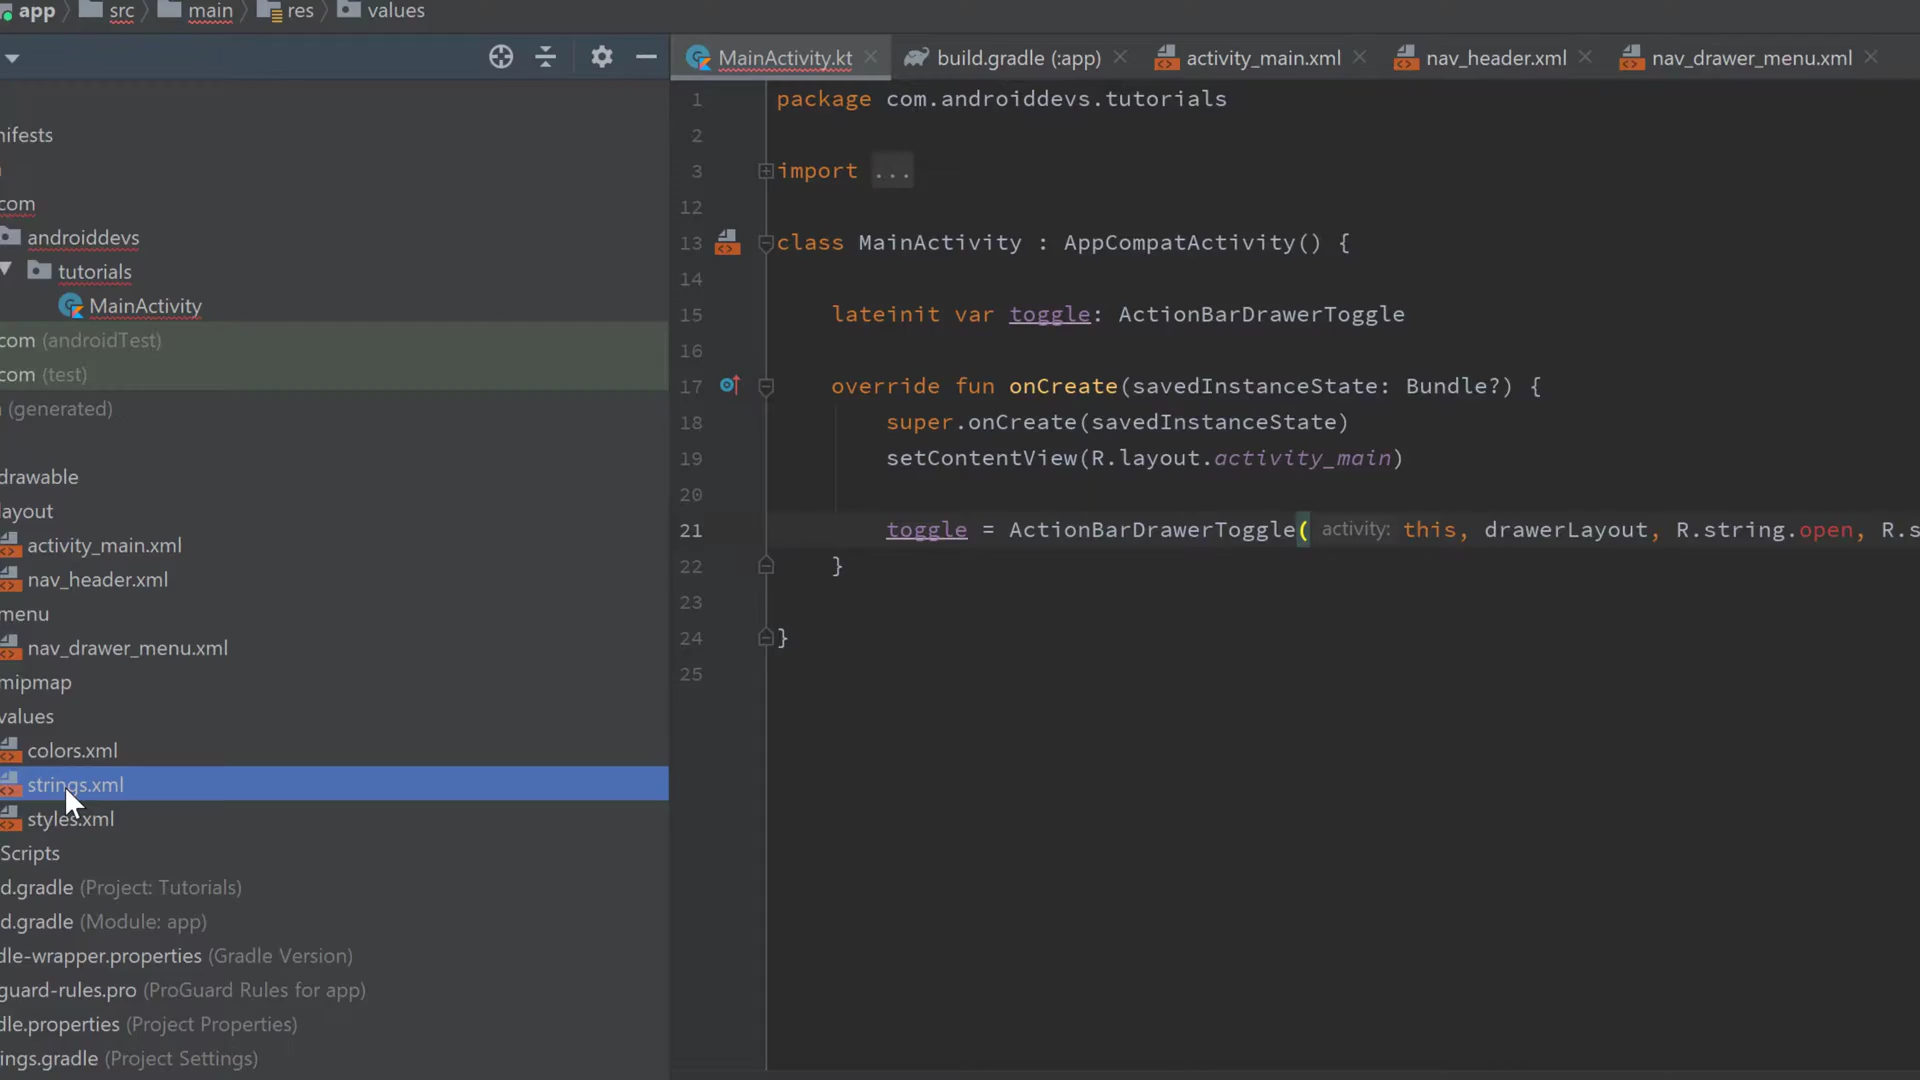 app src main res values
MainActivity.kt build.gradle (:app) activity_main.xml nav_header.xml nav_drawer_menu.xml
nifests
com
androiddevs
tutorials
MainActivity
com (androidTest)
com (test)
(generated)
drawable
layout
activity_main.xml
nav_header.xml
menu
nav_drawer_menu.xml
mipmap
values
colors.xml
strings.xml
styles.xml
Scripts
d.gradle (Project: Tutorials)
d.gradle (Module: app)
dle-wrapper.properties (Gradle Version)
guard-rules.pro (ProGuard Rules for app)
dle.properties (Project Properties)
ings.gradle (Project Settings)
1 package com.androiddevs.tutorials
2
3 import ...
12
13 class MainActivity : AppCompatActivity() {
14
15 lateinit var toggle: ActionBarDrawerToggle
16
17 override fun onCreate(savedInstanceState: Bundle?) {
18 super.onCreate(savedInstanceState)
19 setContentView(R.layout.activity_main)
20
21 toggle = ActionBarDrawerToggle( activity: this, drawerLayout, R.string.open, R.s
22 }
23
24 }
25